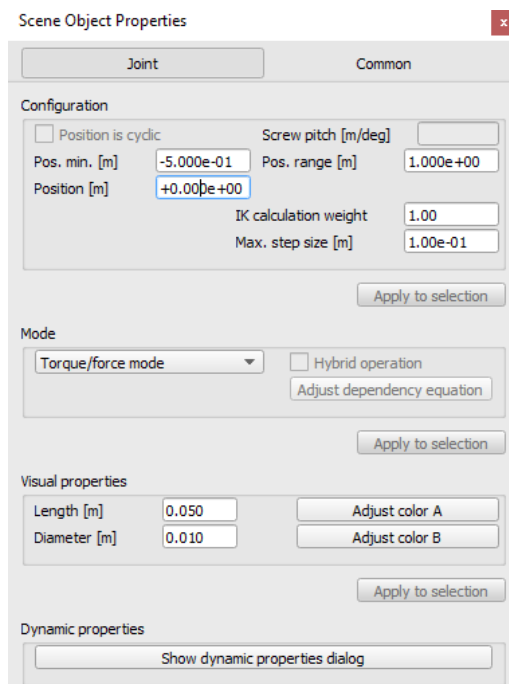 Scene Object Properties
x
Joint Common
Configuration
Position is cyclic Screw pitch [m/deg]
Pos. min. [m] -5.000e-01 Pos. range [m] 1.000e+00
Position [m] +0.000e+00
IK calculation weight 1.00
Max. step size [m] 1.00e-01
Apply to selection
Mode
Torque/force mode Hybrid operation
Adjust dependency equation
Apply to selection
Visual properties
Length [m] 0.050 Adjust color A
Diameter [m] 0.010 Adjust color B
Apply to selection
Dynamic properties
Show dynamic properties dialog